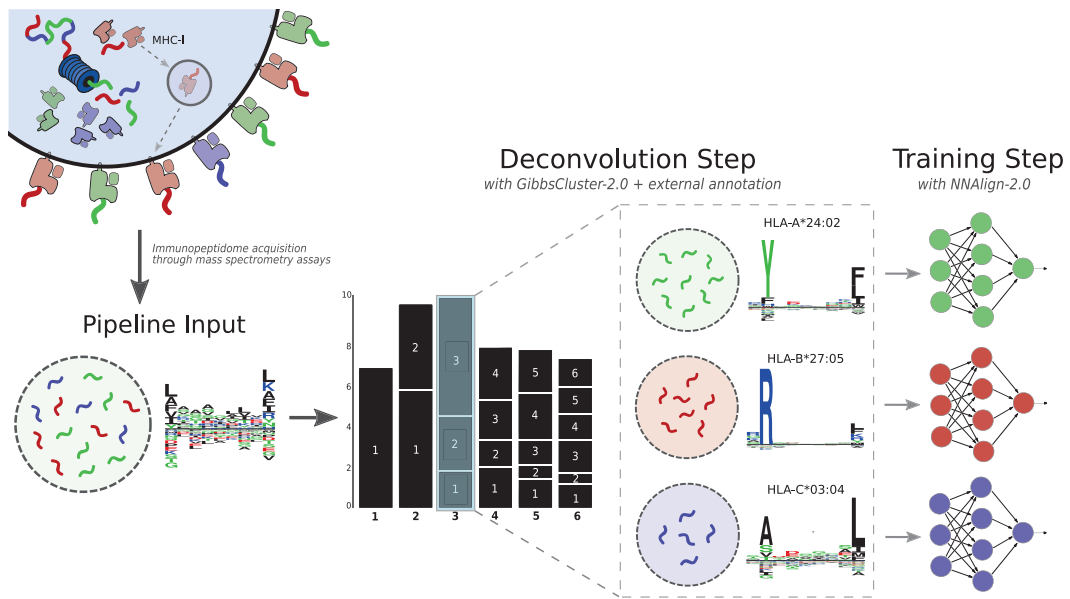 MHC-I
Immunopeptidome acquisition
through mass spectrometry assays
Pipeline Input
L
L
K
Deconvolution Step
with GibbsCluster-2.0 + external annotation
Training Step
with NNAlign-2.0
10
8
6
4
2
0
1
1
2
1
2
3
1
2
3
4
1
2
3
4
5
1
2
3
4
5
6
1 2 3 4 5 6
HLA-A*24:02
Y
F
HLA-B*27:05
R
HLA-C*03:04
A
L